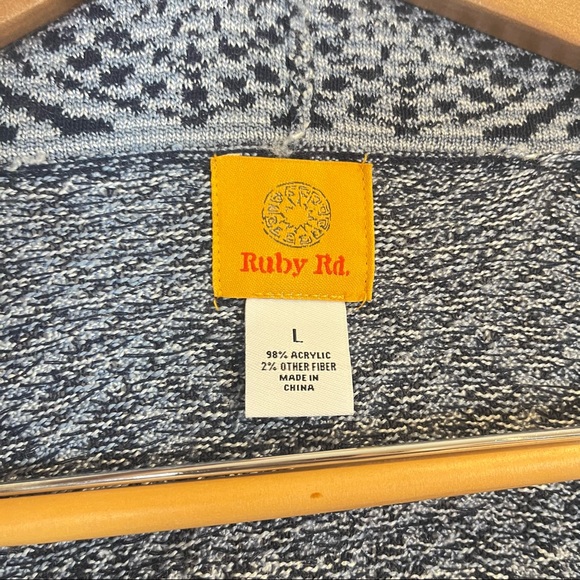 Ruby Rd.
L
98% ACRYLIC
2% OTHER FIBER
MADE IN
CHINA